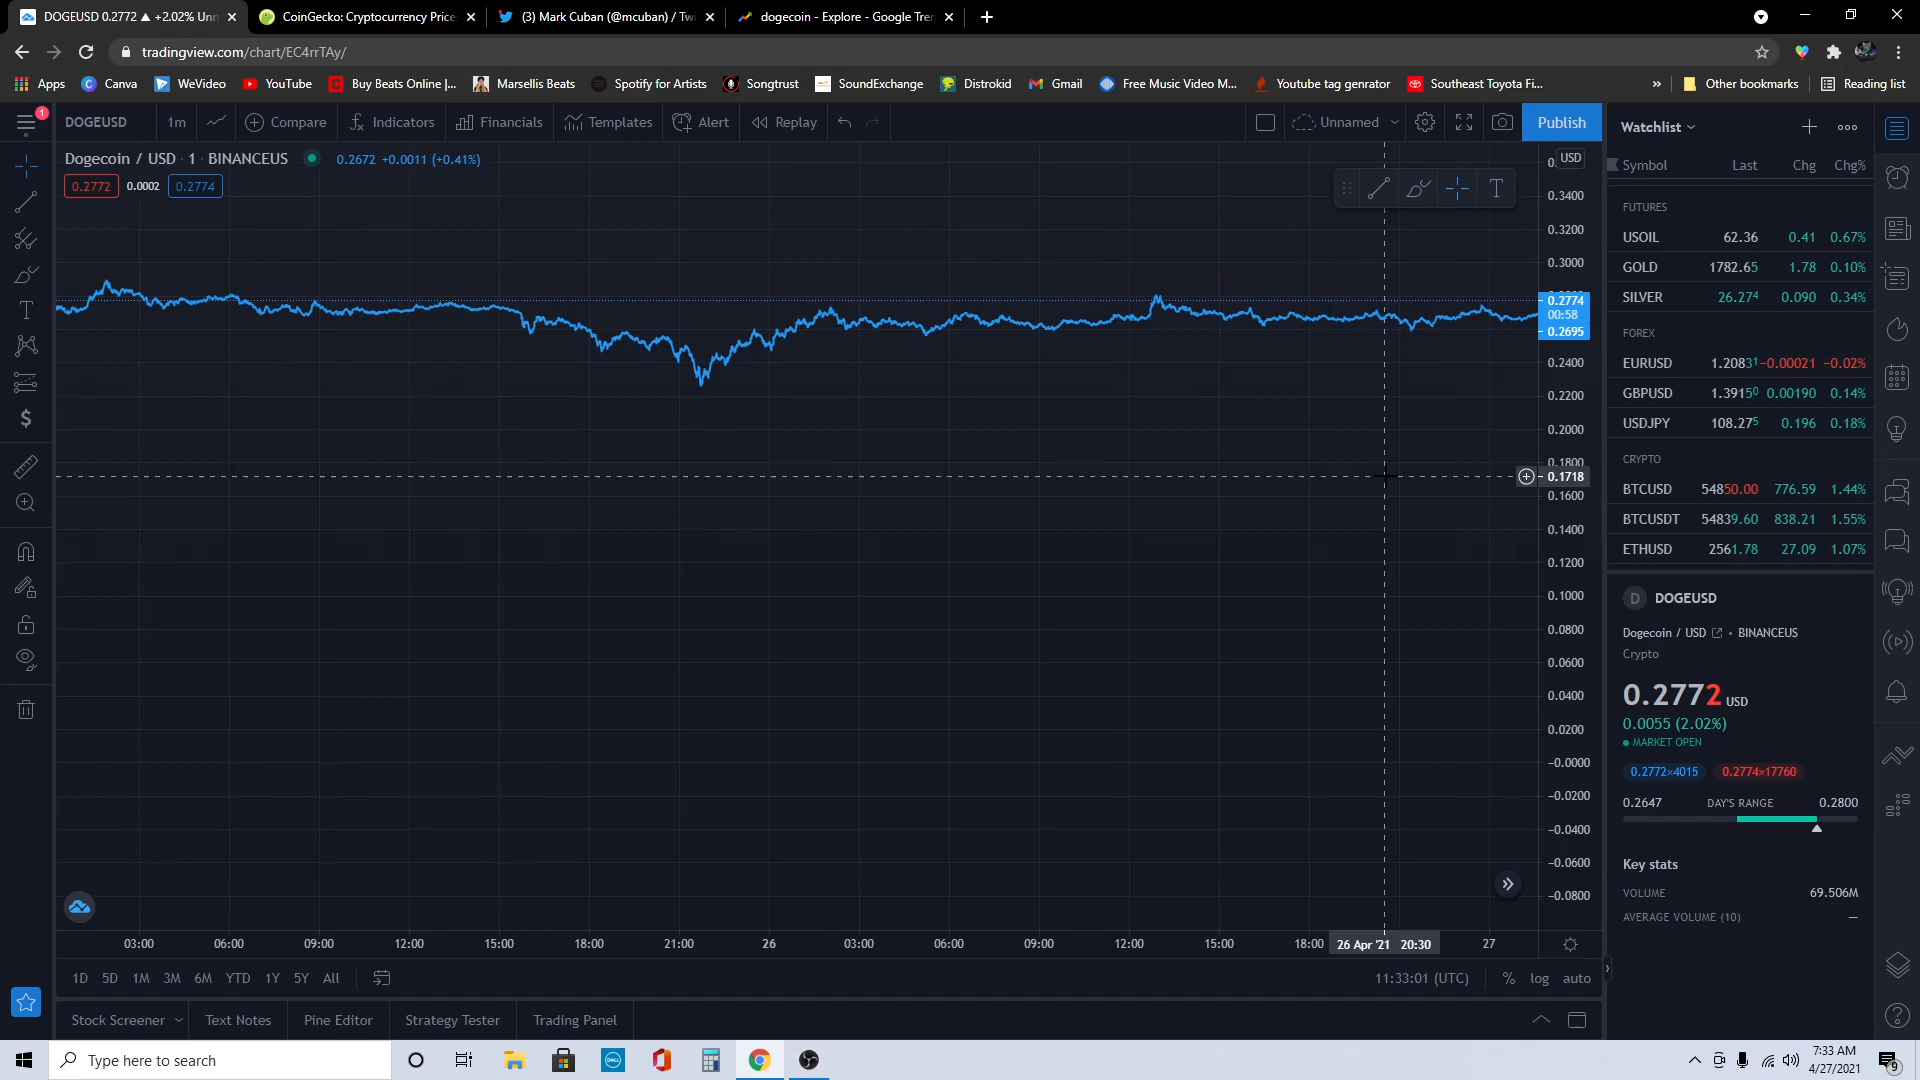 DOGEUSD 0.2772 ▲ +2.02% Unn
CoinGecko: Cryptocurrency Price
(3) Mark Cuban (@mcuban) / Twi
dogecoin - Explore - Google Tren
tradingview.com/chart/EC4rrTAy/
Apps Canva WeVideo YouTube Buy Beats Online |... Marsellis Beats Spotify for Artists Songtrust SoundExchange Distrokid Gmail Free Music Video M... Youtube tag genrator Southeast Toyota Fi... » Other bookmarks Reading list
1 DOGEUSD 1m Compare Indicators Financials Templates Alert Replay Unnamed Publish
Dogecoin / USD · 1 · BINANCEUS 0.2672 +0.0011 (+0.41%)
0.2772 0.0002 0.2774
T
USD
0.3400
0.3200
0.3000
0.2774
00:58
0.2695
0.2400
0.2200
0.2000
0.1800
0.1718
0.1600
0.1400
0.1200
0.1000
0.0800
0.0600
0.0400
0.0200
-0.0000
-0.0200
-0.0400
-0.0600
-0.0800
03:00 06:00 09:00 12:00 15:00 18:00 21:00 26 03:00 06:00 09:00 12:00 15:00 18:00 26 Apr '21 20:30 27
1D 5D 1M 3M 6M YTD 1Y 5Y All 11:33:01 (UTC) % log auto
Stock Screener Text Notes Pine Editor Strategy Tester Trading Panel
Watchlist
Symbol Last Chg Chg%
FUTURES
USOIL 62.36 0.41 0.67%
GOLD 1782.65 1.78 0.10%
SILVER 26.274 0.090 0.34%
FOREX
EURUSD 1.20831 -0.00021 -0.02%
GBPUSD 1.39150 0.00190 0.14%
USDJPY 108.275 0.196 0.18%
CRYPTO
BTCUSD 54850.00 776.59 1.44%
BTCUSDT 54839.60 838.21 1.55%
ETHUSD 2561.78 27.09 1.07%
D DOGEUSD
Dogecoin / USD • BINANCEUS
Crypto
0.2772 USD
0.0055 (2.02%)
MARKET OPEN
0.2772×4015 0.2774×17760
0.2647 DAY'S RANGE 0.2800
Key stats
VOLUME 69.506M
AVERAGE VOLUME (10) —
Type here to search
DELL
7:33 AM
4/27/2021
9